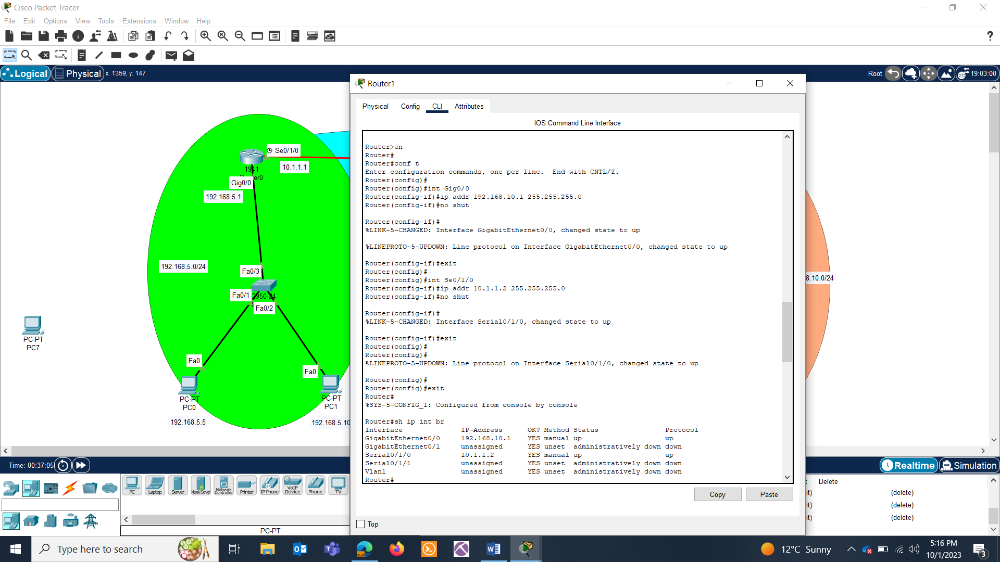 Cisco Packet Tracer
File Edit Options View Tools Extensions Window Help
Logical Physical x: 1359, y: 147
Root 19:03:00
Router1
Physical Config CLI Attributes
IOS Command Line Interface
Router>en
Router#
Router#conf t
Enter configuration commands, one per line. End with CNTL/Z.
Router(config)#
Router(config)#int Gig0/0
Router(config-if)#ip addr 192.168.10.1 255.255.255.0
Router(config-if)#no shut
Router(config-if)#
%LINK-5-CHANGED: Interface GigabitEthernet0/0, changed state to up
%LINEPROTO-5-UPDOWN: Line protocol on Interface GigabitEthernet0/0, changed state to up
Router(config-if)#exit
Router(config)#
Router(config)#int Se0/1/0
Router(config-if)#ip addr 10.1.1.2 255.255.255.0
Router(config-if)#no shut
Router(config-if)#
%LINK-5-CHANGED: Interface Serial0/1/0, changed state to up
Router(config-if)#exit
Router(config)#
Router(config)#
%LINEPROTO-5-UPDOWN: Line protocol on Interface Serial0/1/0, changed state to up
Router(config)#
Router(config)#exit
Router#
%SYS-5-CONFIG_I: Configured from console by console
Router#sh ip int br
Interface IP-Address OK? Method Status Protocol
GigabitEthernet0/0 192.168.10.1 YES manual up up
GigabitEthernet0/1 unassigned YES unset administratively down down
Serial0/1/0 10.1.1.2 YES manual up up
Serial0/1/1 unassigned YES unset administratively down down
Vlan1 unassigned YES unset administratively down down
Router#
Copy Paste
Top
Se0/1/0
10.1.1.1
1941
Gig0/0
192.168.5.1
192.168.5.0/24
Fa0/3
Fa0/1
2950-24
Fa0/2
PC-PT
PC7
Fa0
Fa0
PC-PT
PC0
PC-PT
PC1
192.168.5.5
192.168.5.10
8.10.0/24
Time: 00:37:05
Realtime Simulation
PC Laptop Server Meraki Server Network Controller Printer IP Phone VoIP Device Phone TV
PC-PT
Delete
(delete)
(delete)
(delete)
Type here to search
12°C Sunny
5:16 PM
10/1/2023
3